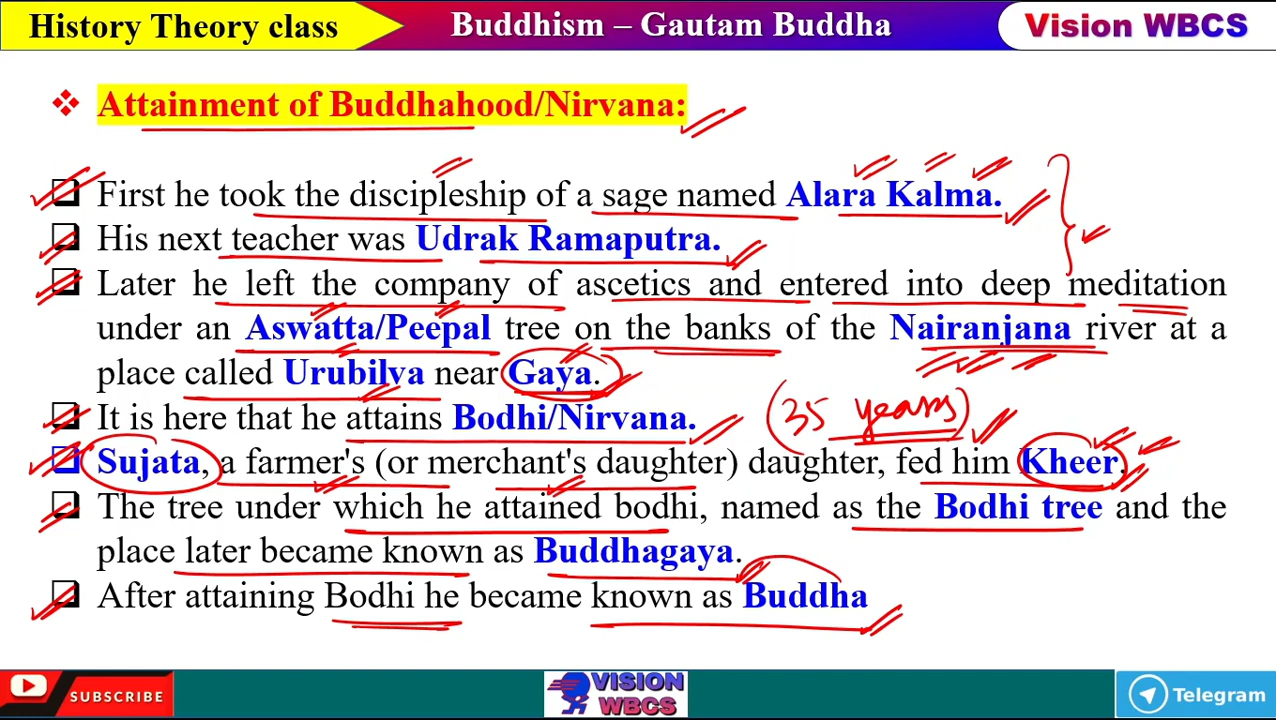 History Theory class
Buddhism – Gautam Buddha
Vision WBCS
Attainment of Buddhahood/Nirvana:
First he took the discipleship of a sage named Alara Kalma.
His next teacher was Udrak Ramaputra.
Later he left the company of ascetics and entered into deep meditation
under an Aswatta/Peepal tree on the banks of the Nairanjana river at a
place called Urubilva near Gaya.
It is here that he attains Bodhi/Nirvana. (35 years)
Sujata, a farmer's (or merchant's daughter) daughter, fed him Kheer.
The tree under which he attained bodhi, named as the Bodhi tree and the
place later became known as Buddhagaya.
After attaining Bodhi he became known as Buddha
SUBSCRIBE
VISION
WBCS
Telegram